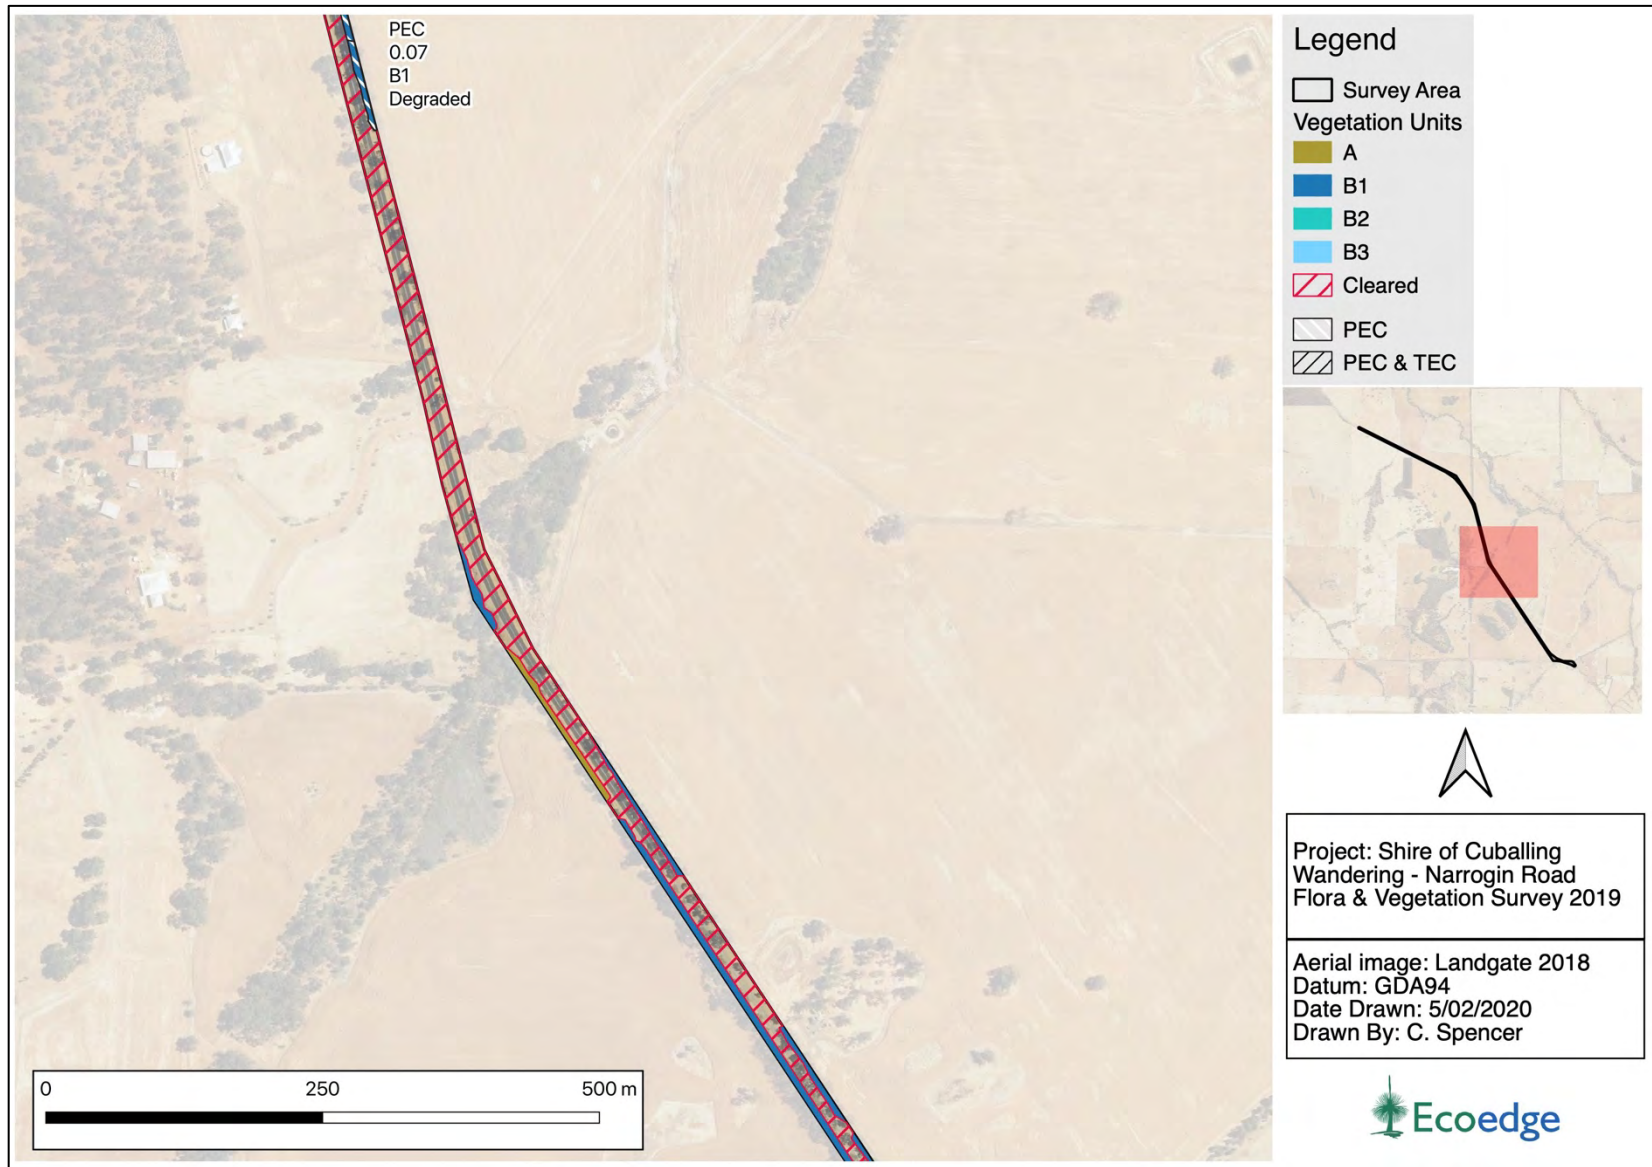 PEC
0.07
B1
Degraded
0 250 500 m
Legend
Survey Area
Vegetation Units
A
B1
B2
B3
Cleared
PEC
PEC & TEC
Project: Shire of Cuballing
Wandering - Narrogin Road
Flora & Vegetation Survey 2019
Aerial image: Landgate 2018
Datum: GDA94
Date Drawn: 5/02/2020
Drawn By: C. Spencer
Ecoedge